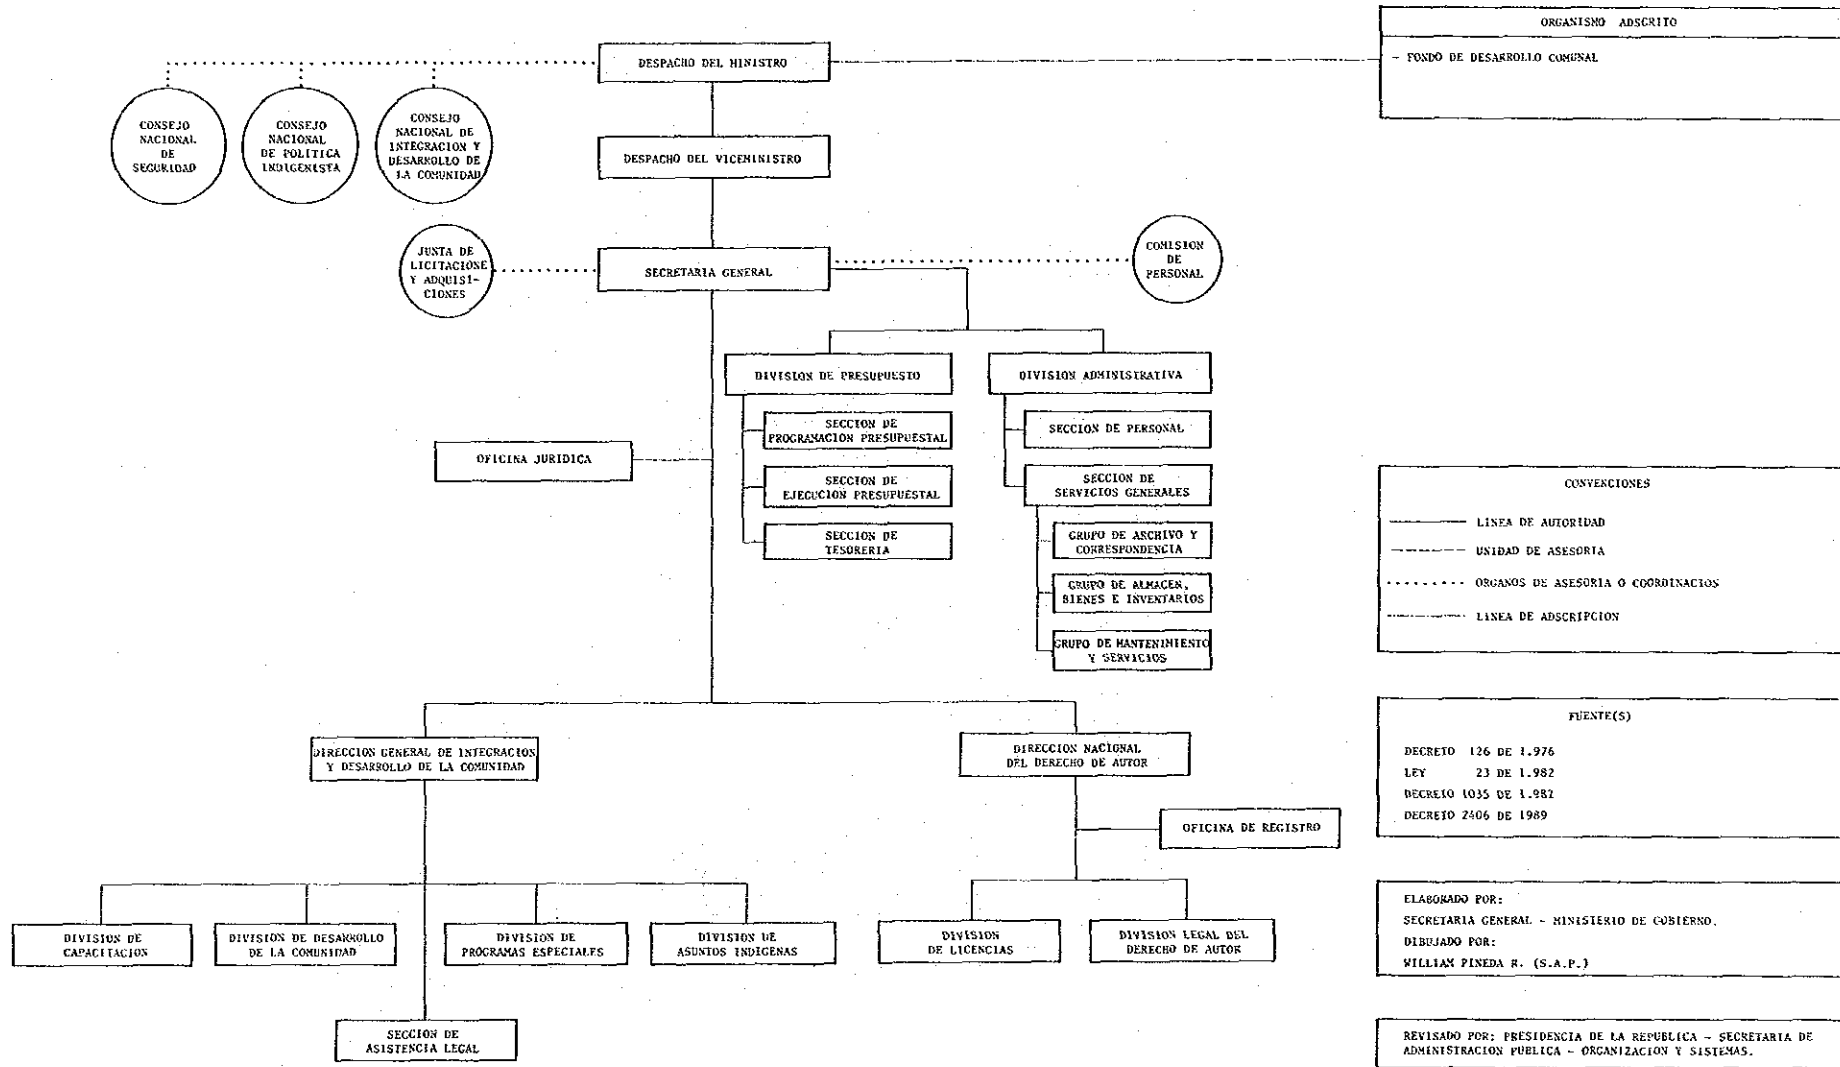 ORGANISMO ADSCRITO
- FONDO DE DESARROLLO COMUNAL
DESPACHO DEL MINISTRO
CONSEJO
NACIONAL
DE
SEGURIDAD
CONSEJO
NACIONAL
DE POLITICA
INDIGENISTA
CONSEJO
NACIONAL DE
INTEGRACION Y
DESARROLLO DE
LA COMUNIDAD
DESPACHO DEL VICEMINISTRO
JUNTA DE
LICITACIONE
Y ADQUISI-
CIONES
SECRETARIA GENERAL
COMISION
DE
PERSONAL
DIVISION DE PRESUPUESTO
SECCION DE
PROGRAMACION PRESUPUESTAL
SECCION DE
EJECUCION PRESUPUESTAL
SECCION DE
TESORERIA
DIVISION ADMINISTRATIVA
SECCION DE PERSONAL
SECCION DE
SERVICIOS GENERALES
GRUPO DE ARCHIVO Y
CORRESPONDENCIA
GRUPO DE ALMACEN,
BIENES E INVENTARIOS
GRUPO DE MANTENIMIENTO
Y SERVICIOS
OFICINA JURIDICA
CONVENCIONES
LINEA DE AUTORIDAD
UNIDAD DE ASESORIA
ORGANOS DE ASESORIA O COORDINACIOS
LINEA DE ADSCRIPCION
DIRECCION GENERAL DE INTEGRACION
Y DESARROLLO DE LA COMUNIDAD
DIRECCION NACIONAL
DEL DERECHO DE AUTOR
OFICINA DE REGISTRO
FUENTE(S)
DECRETO 126 DE 1.976
LEY 23 DE 1.982
DECRETO 1035 DE 1.982
DECRETO 2406 DE 1989
DIVISION DE
CAPACITACION
DIVISION DE DESARROLLO
DE LA COMUNIDAD
DIVISION DE
PROGRAMAS ESPECIALES
DIVISION DE
ASUNTOS INDIGENAS
DIVISION
DE LICENCIAS
DIVISION LEGAL DEL
DERECHO DE AUTOR
SECCION DE
ASISTENCIA LEGAL
ELABORADO POR:
SECRETARIA GENERAL - MINISTERIO DE GOBIERNO.
DIBUJADO POR:
WILLIAM PINEDA R. (S.A.P.)
REVISADO POR: PRESIDENCIA DE LA REPUBLICA - SECRETARIA DE
ADMINISTRACION PUBLICA - ORGANIZACION Y SISTEMAS.